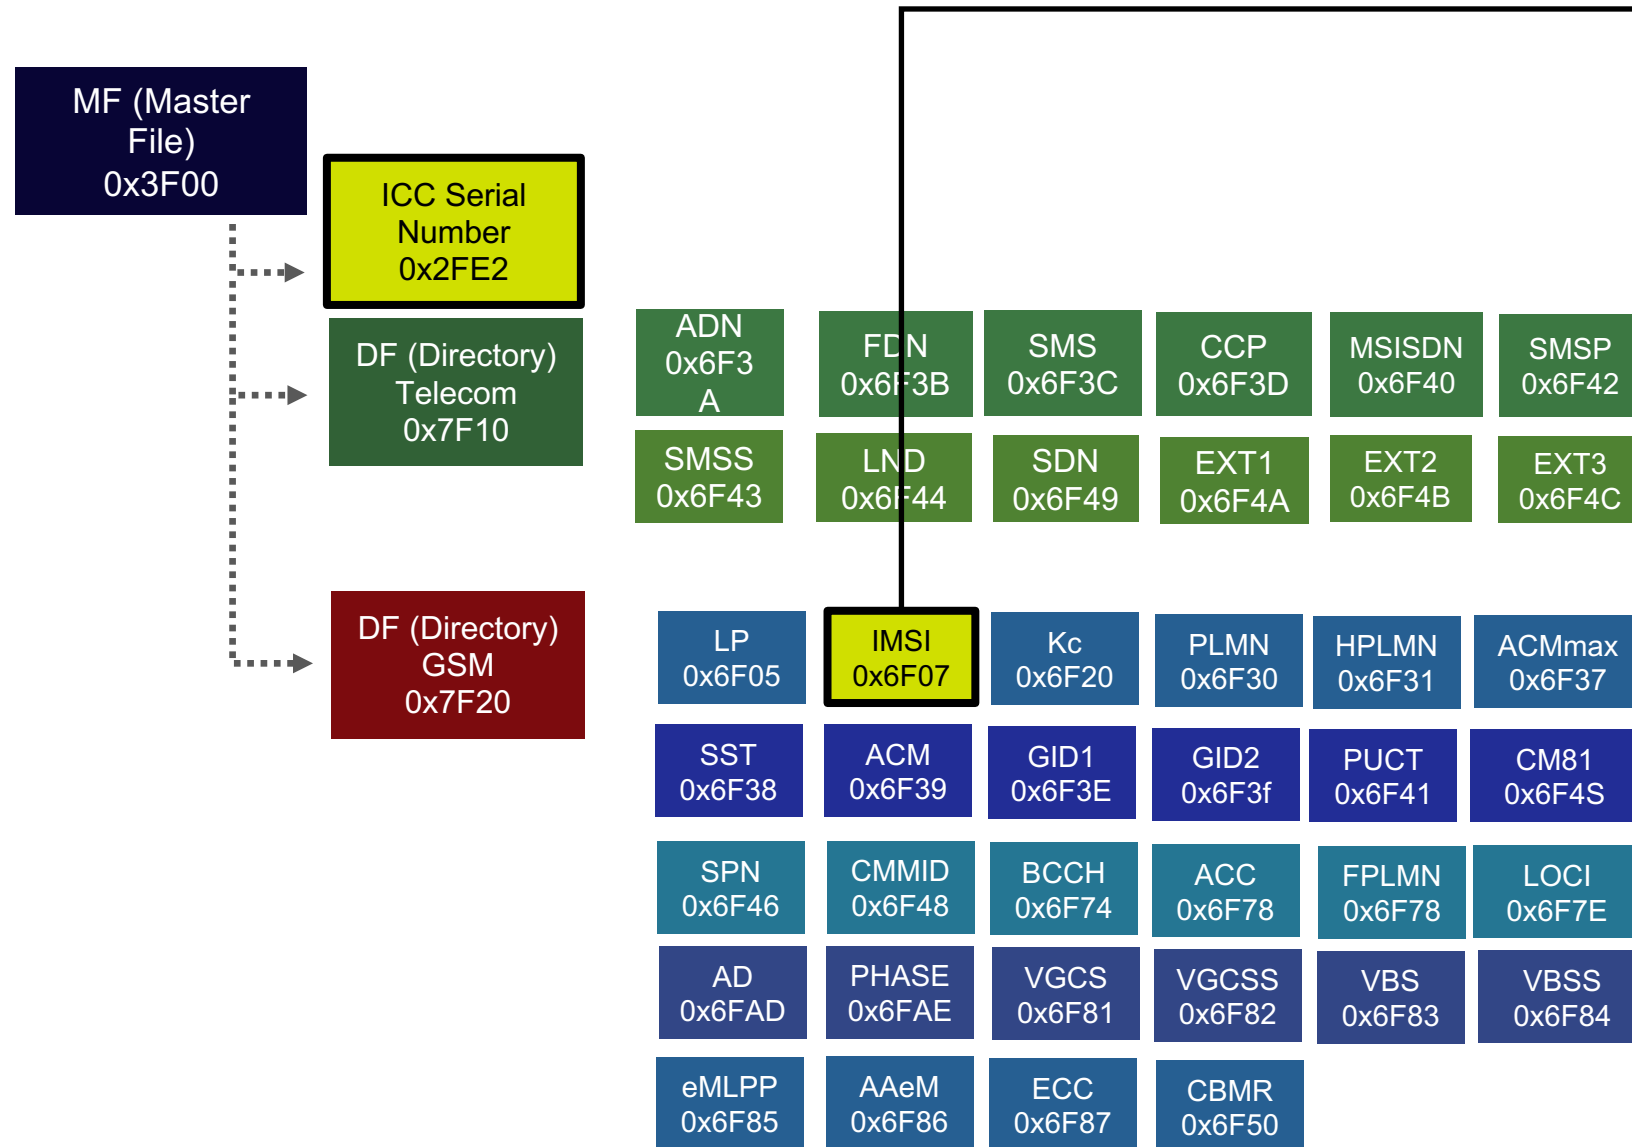 MF (Master
File)
0x3F00
ICC Serial
Number
0x2FE2
DF (Directory)
Telecom
0x7F10
ADN
0x6F3
A
FDN
0x6F3B
SMS
0x6F3C
CCP
0x6F3D
MSISDN
0x6F40
SMSP
0x6F42
SMSS
0x6F43
LND
0x6F44
SDN
0x6F49
EXT1
0x6F4A
EXT2
0x6F4B
EXT3
0x6F4C
DF (Directory)
GSM
0x7F20
LP
0x6F05
IMSI
0x6F07
Kc
0x6F20
PLMN
0x6F30
HPLMN
0x6F31
ACMmax
0x6F37
SST
0x6F38
ACM
0x6F39
GID1
0x6F3E
GID2
0x6F3f
PUCT
0x6F41
CM81
0x6F4S
SPN
0x6F46
CMMID
0x6F48
BCCH
0x6F74
ACC
0x6F78
FPLMN
0x6F78
LOCI
0x6F7E
AD
0x6FAD
PHASE
0x6FAE
VGCS
0x6F81
VGCSS
0x6F82
VBS
0x6F83
VBSS
0x6F84
eMLPP
0x6F85
AAeM
0x6F86
ECC
0x6F87
CBMR
0x6F50